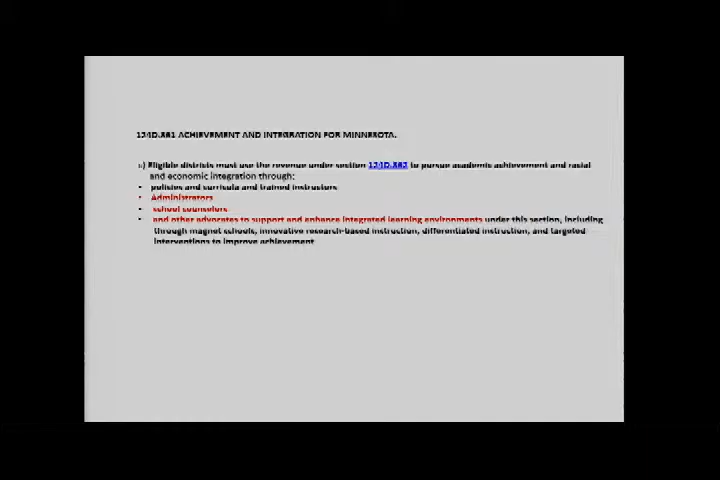 124D.861 ACHIEVEMENT AND INTEGRATION FOR MINNESOTA.
c) Eligible districts must use the revenue under section 124D.862 to pursue academic achievement and racial
and economic integration through:
• policies and curricula and trained instructors
• Administrators
• school counselors
• and other advocates to support and enhance integrated learning environments under this section, including
through magnet schools, innovative research-based instruction, differentiated instruction, and targeted
interventions to improve achievement